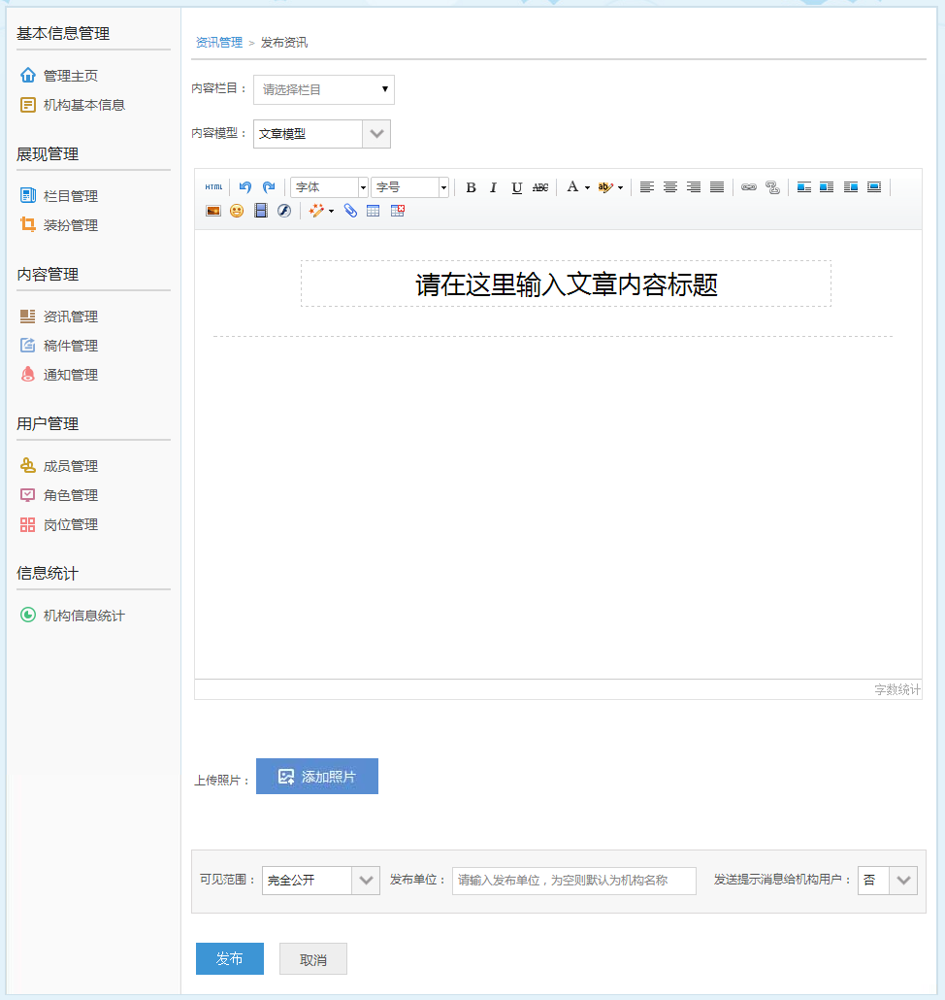 基本信息管理
管理主页
机构基本信息
展现管理
栏目管理
装扮管理
内容管理
资讯管理
稿件管理
通知管理
用户管理
成员管理
角色管理
岗位管理
信息统计
机构信息统计
资讯管理 > 发布资讯
内容栏目： 请选择栏目
内容模型： 文章模型
HTML 字体 字号 B I U ABC A ab
请在这里输入文章内容标题
字数统计
上传照片： 添加照片
可见范围： 完全公开 发布单位： 请输入发布单位，为空则默认为机构名称 发送提示消息给机构用户： 否
发布 取消